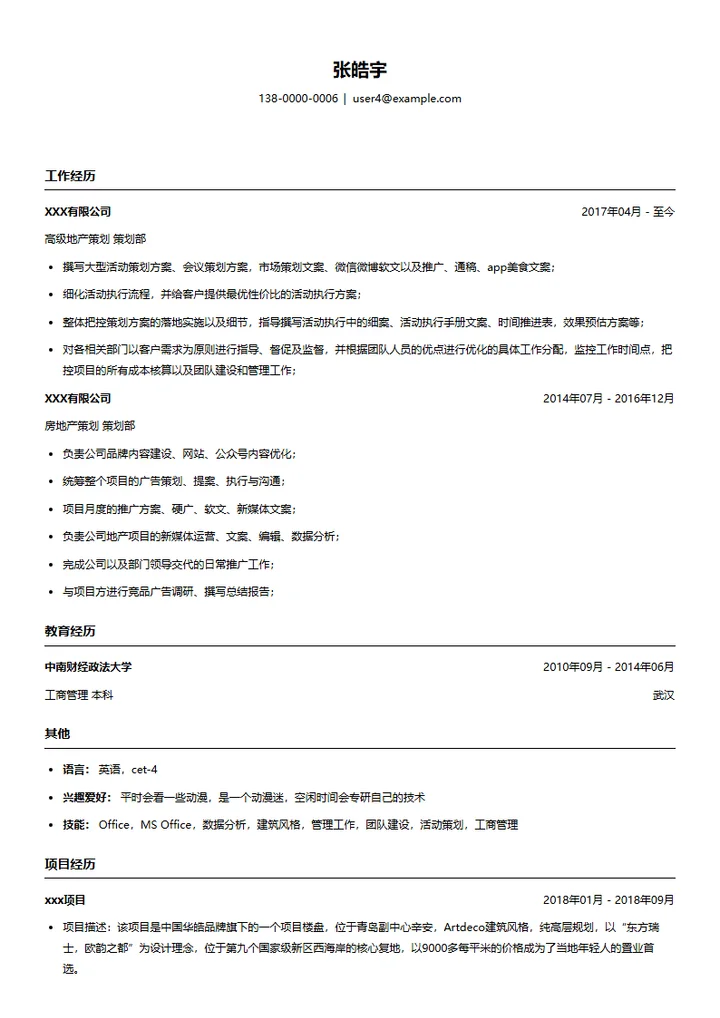 张皓宇
138-0000-0006 | user4@example.com
工作经历
XXX有限公司 2017年04月 - 至今
高级地产策划 策划部
• 撰写大型活动策划方案、会议策划方案，市场策划文案、微信微博软文以及推广、通稿、app美食文案；
• 细化活动执行流程，并给客户提供最优性价比的活动执行方案；
• 整体把控策划方案的落地实施以及细节，指导撰写活动执行中的细案、活动执行手册文案、时间推进表，效果预估方案等；
• 对各相关部门以客户需求为原则进行指导、督促及监督，并根据团队人员的优点进行优化的具体工作分配，监控工作时间点，把
控项目的所有成本核算以及团队建设和管理工作；
XXX有限公司 2014年07月 - 2016年12月
房地产策划 策划部
• 负责公司品牌内容建设、网站、公众号内容优化；
• 统筹整个项目的广告策划、提案、执行与沟通；
• 项目月度的推广方案、硬广、软文、新媒体文案；
• 负责公司地产项目的新媒体运营、文案、编辑、数据分析；
• 完成公司以及部门领导交代的日常推广工作；
• 与项目方进行竞品广告调研、撰写总结报告；
教育经历
中南财经政法大学 2010年09月 - 2014年06月
工商管理 本科 武汉
其他
• 语言： 英语，cet-4
• 兴趣爱好： 平时会看一些动漫，是一个动漫迷，空闲时间会专研自己的技术
• 技能： Office，MS Office，数据分析，建筑风格，管理工作，团队建设，活动策划，工商管理
项目经历
xxx项目 2018年01月 - 2018年09月
• 项目描述：该项目是中国华皓品牌旗下的一个项目楼盘，位于青岛副中心辛安，Artdeco建筑风格，纯高层规划，以“东方瑞
士，欧韵之都”为设计理念，位于第九个国家级新区西海岸的核心复地，以9000多每平米的价格成为了当地年轻人的置业首
选。